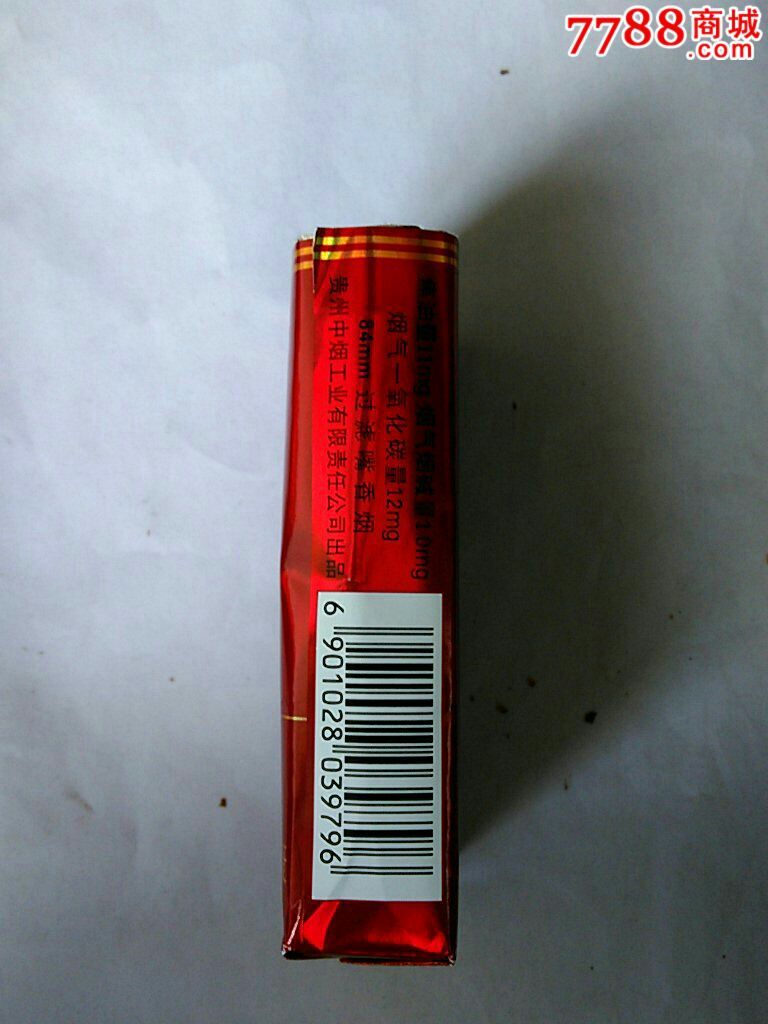 7788商城
.com
焦油量11mg 烟气烟碱量1.0mg
烟气一氧化碳量12mg
84mm 过滤嘴香烟
贵州中烟工业有限责任公司出品
6 901028 039796